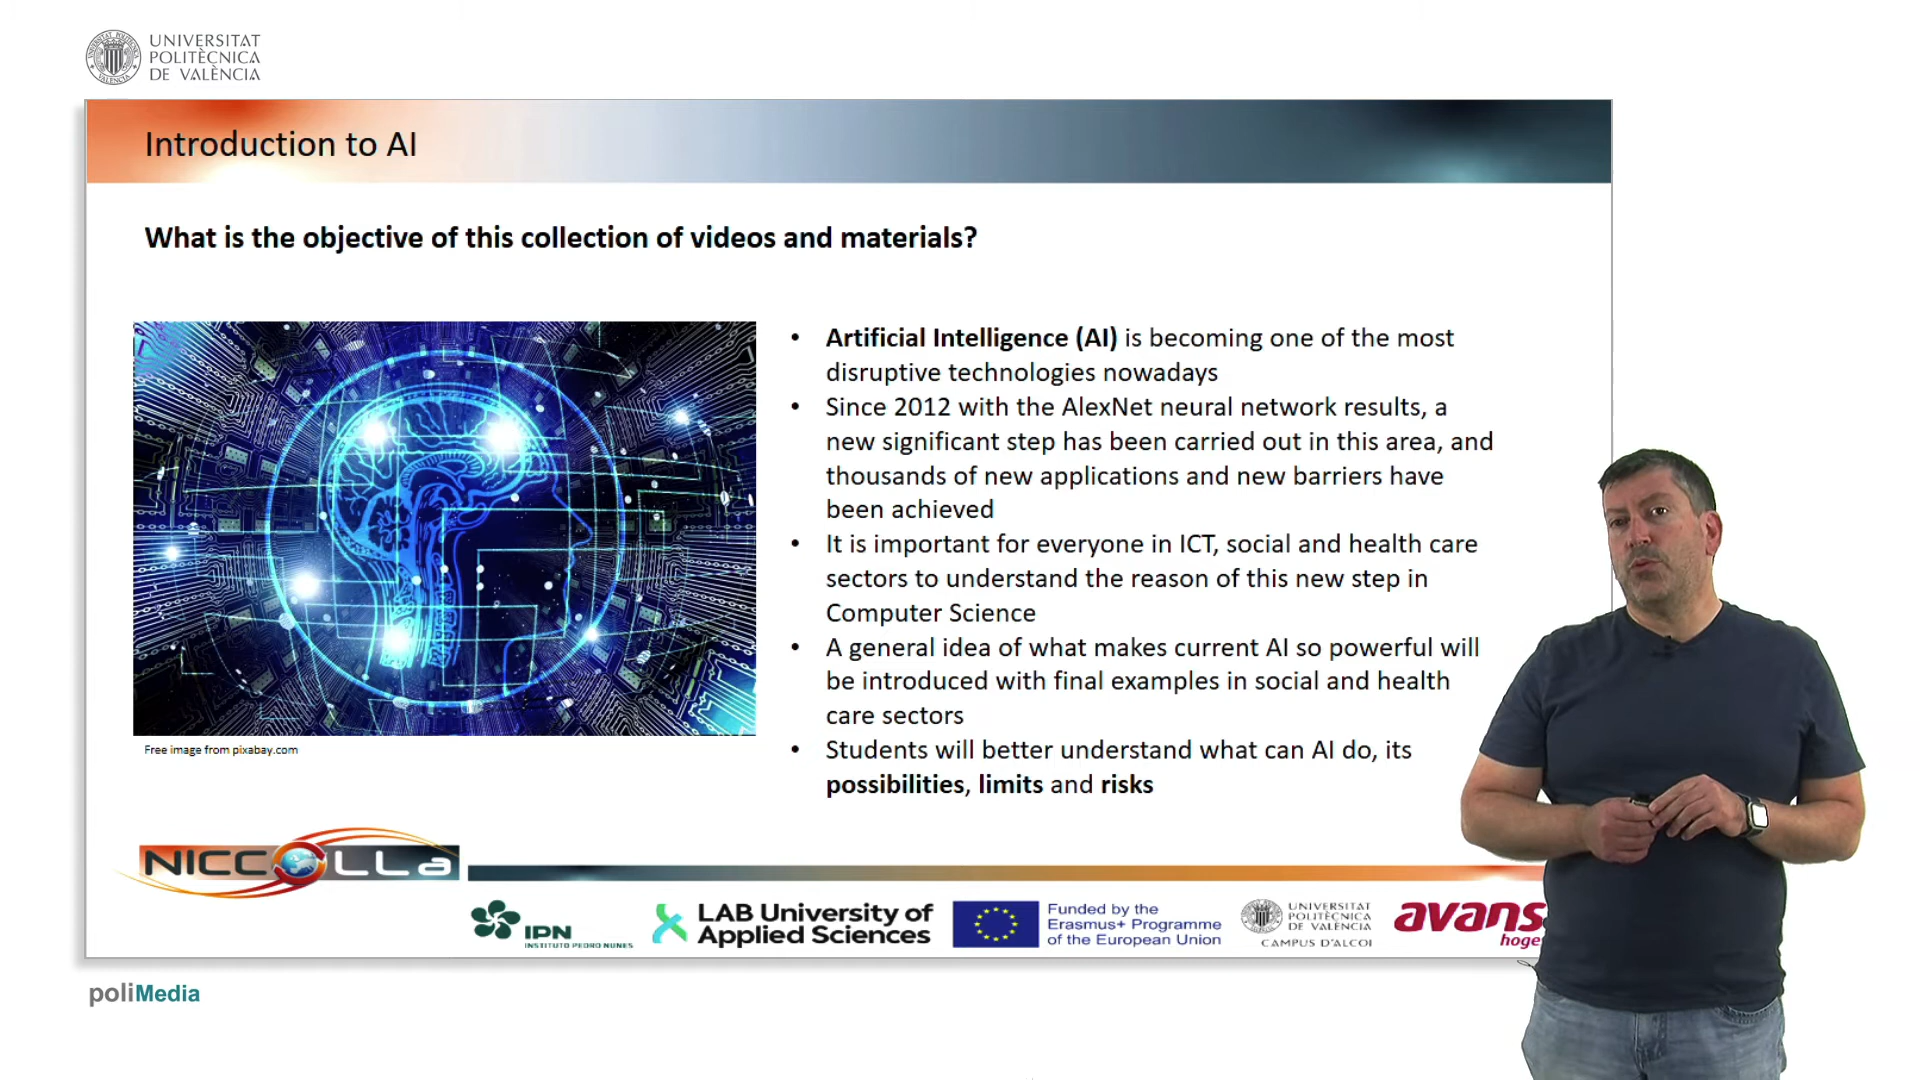 UNIVERSITAT
POLITÈCNICA
DE VALÈNCIA
Introduction to AI
What is the objective of this collection of videos and materials?
• Artificial Intelligence (AI) is becoming one of the most
disruptive technologies nowadays
• Since 2012 with the AlexNet neural network results, a
new significant step has been carried out in this area, and
thousands of new applications and new barriers have
been achieved
• It is important for everyone in ICT, social and health care
sectors to understand the reason of this new step in
Computer Science
• A general idea of what makes current AI so powerful will
be introduced with final examples in social and health
care sectors
• Students will better understand what can AI do, its
possibilities, limits and risks
Free image from pixabay.com
NICCOLLa
IPN
INSTITUTO PEDRO NUNES
LAB University of
Applied Sciences
Funded by the
Erasmus+ Programme
of the European Union
UNIVERSITAT
POLITÈCNICA
DE VALÈNCIA
CAMPUS D'ALCOI
avans
hoge
poliMedia